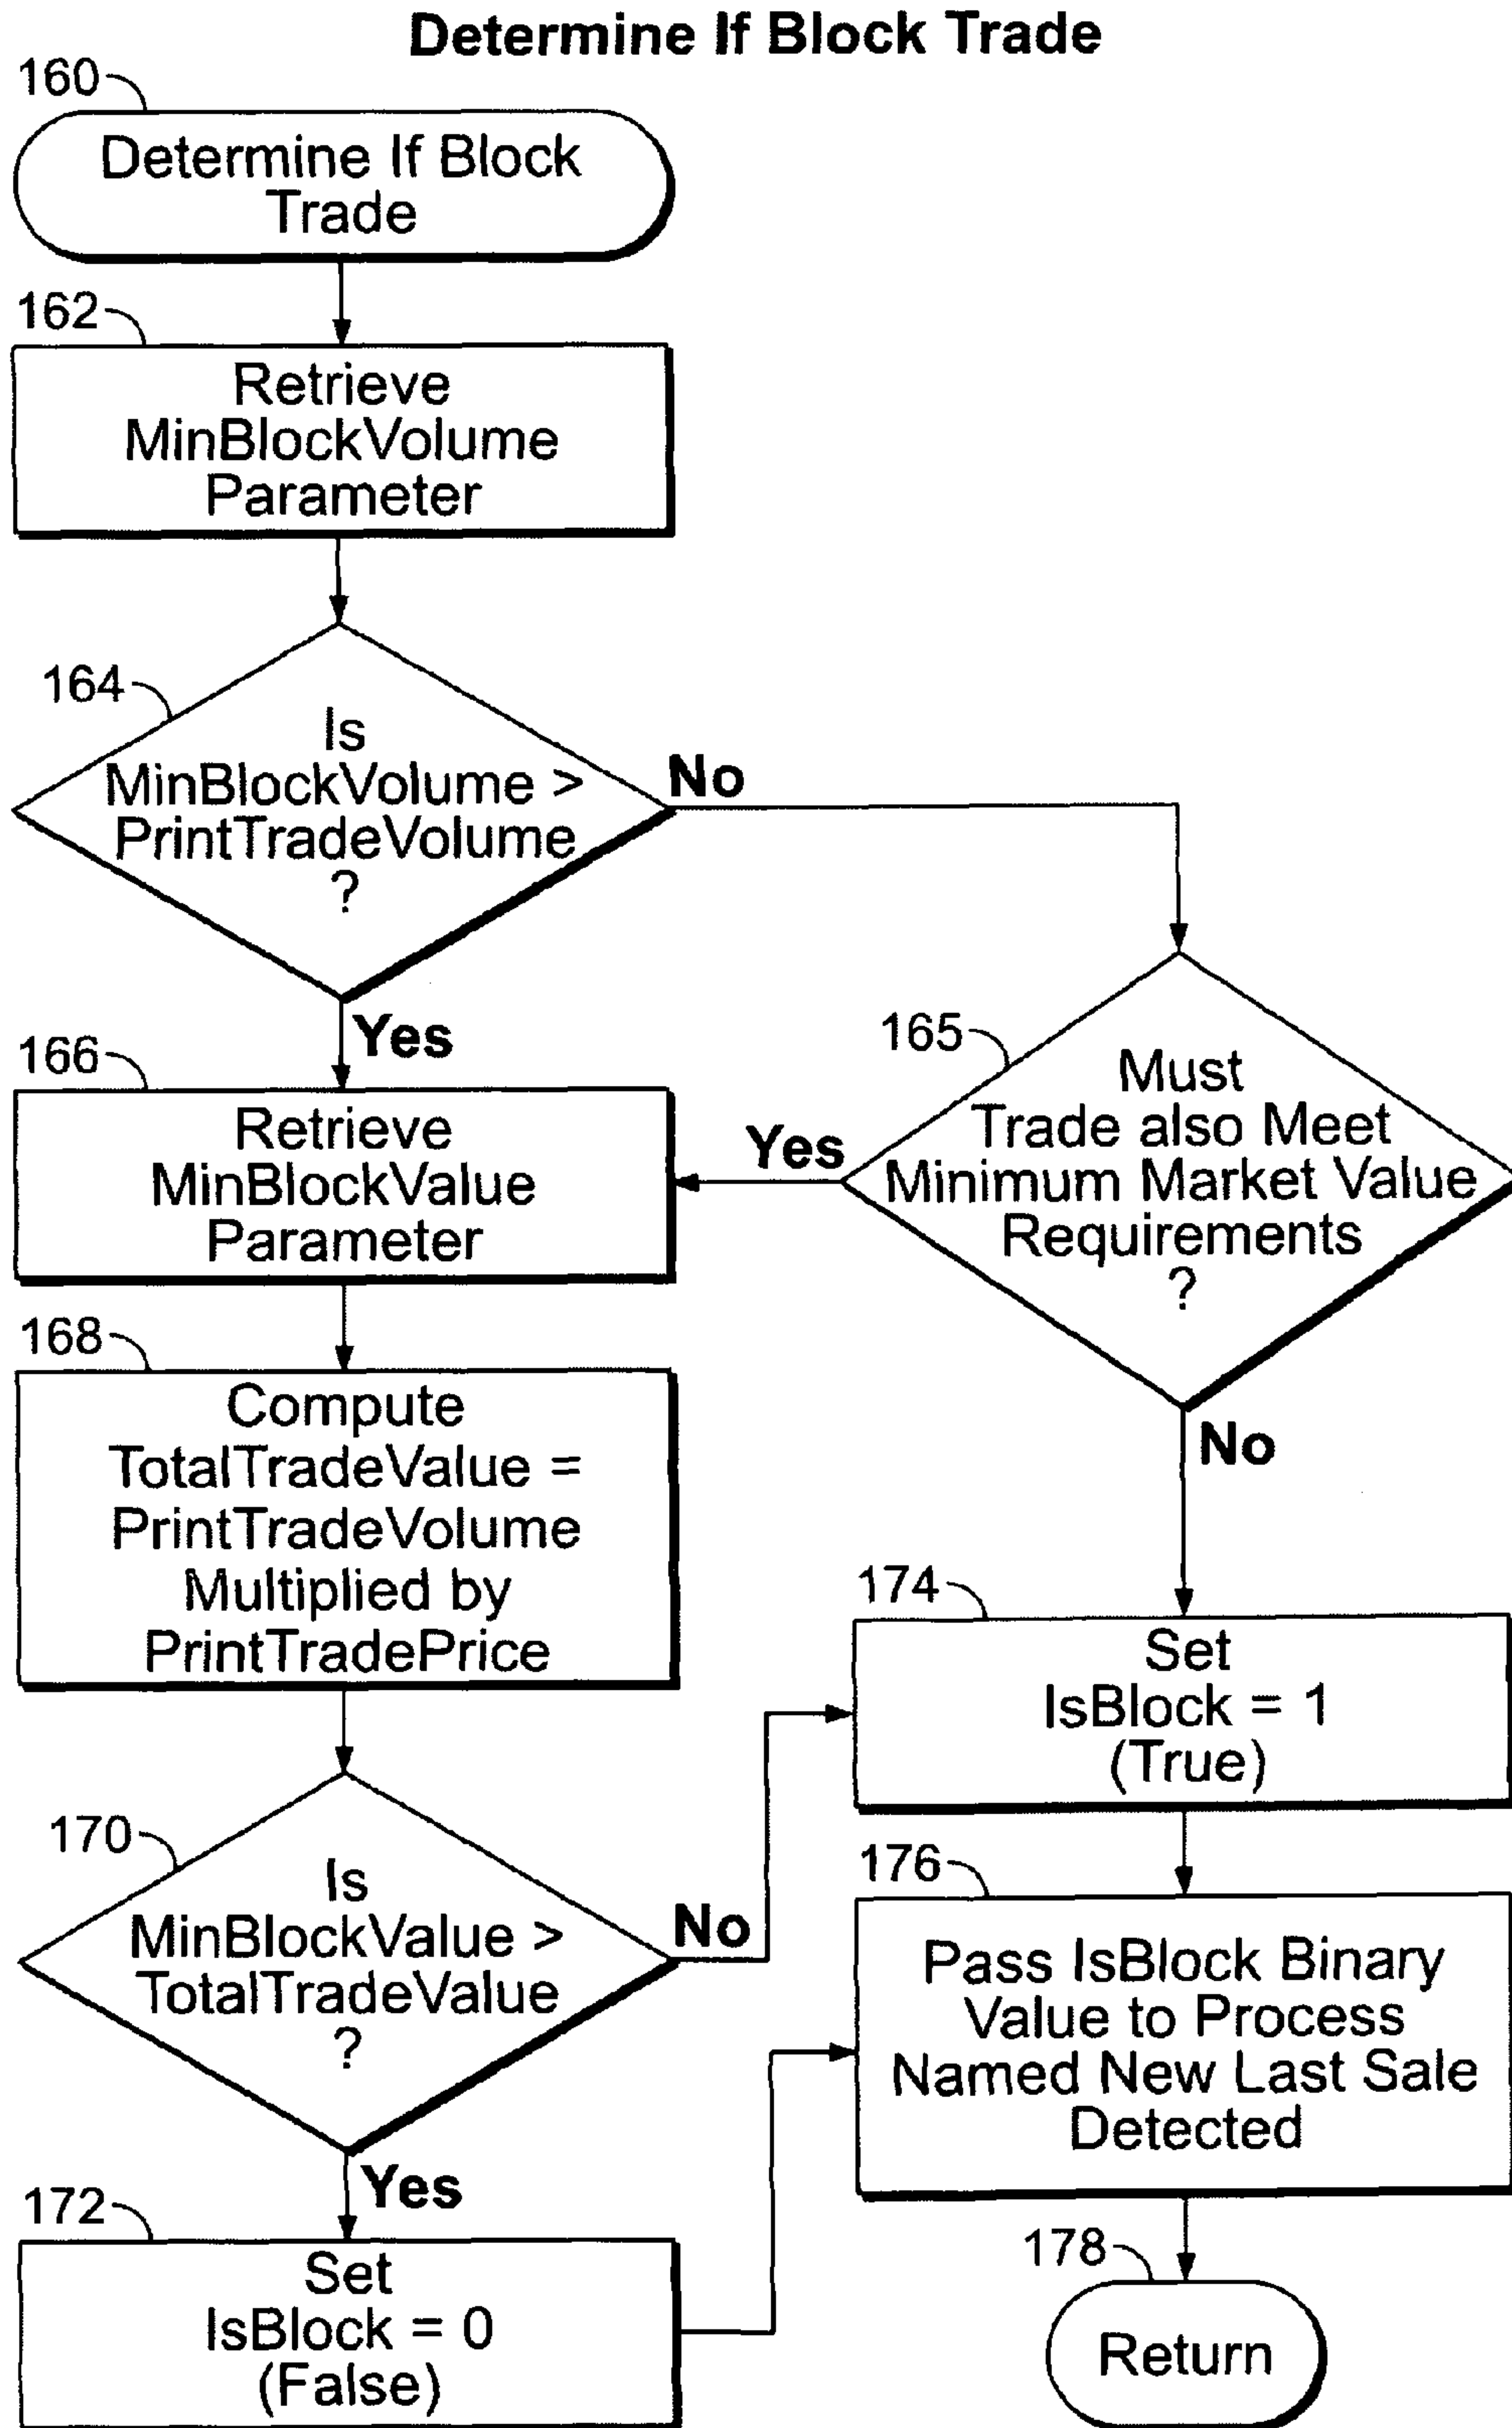 Determine If Block Trade
160
Determine If Block
Trade
162
Retrieve
MinBlockVolume
Parameter
164
Is
MinBlockVolume >
PrintTradeVolume
?
No
Yes
165
Must
Trade also Meet
Minimum Market Value
Requirements
?
Yes
No
166
Retrieve
MinBlockValue
Parameter
168
Compute
TotalTradeValue =
PrintTradeVolume
Multiplied by
PrintTradePrice
170
Is
MinBlockValue >
TotalTradeValue
?
No
Yes
172
Set
IsBlock = 0
(False)
174
Set
IsBlock = 1
(True)
176
Pass IsBlock Binary
Value to Process
Named New Last Sale
Detected
178
Return